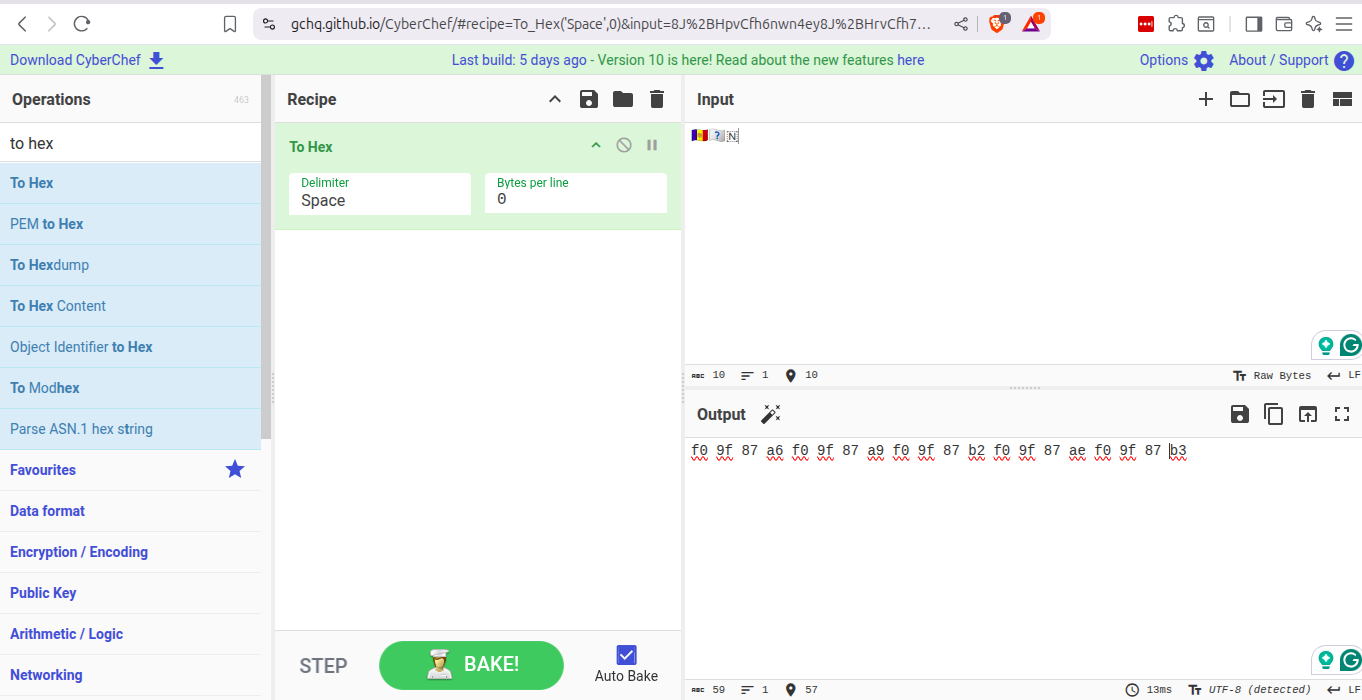 gchq.github.io/CyberChef/#recipe=To_Hex('Space',0)&input=8J%2BHpvCfh6nwn4ey8J%2BHrvCfh7...
1
1
Download CyberChef
Last build: 5 days ago - Version 10 is here! Read about the new features here
Options
About / Support
Operations
463
to hex
To Hex
PEM to Hex
To Hexdump
To Hex Content
Object Identifier to Hex
To Modhex
Parse ASN.1 hex string
Favourites
Data format
Encryption / Encoding
Public Key
Arithmetic / Logic
Networking
Recipe
To Hex
Delimiter
Space
Bytes per line
0
STEP
BAKE!
Auto Bake
Input
🇦🇩🇲🇮🇳
ABC 10
1
10
Raw Bytes
LF
Output
f0 9f 87 a6 f0 9f 87 a9 f0 9f 87 b2 f0 9f 87 ae f0 9f 87 b3
ABC 59
1
57
13ms
UTF-8 (detected)
LF